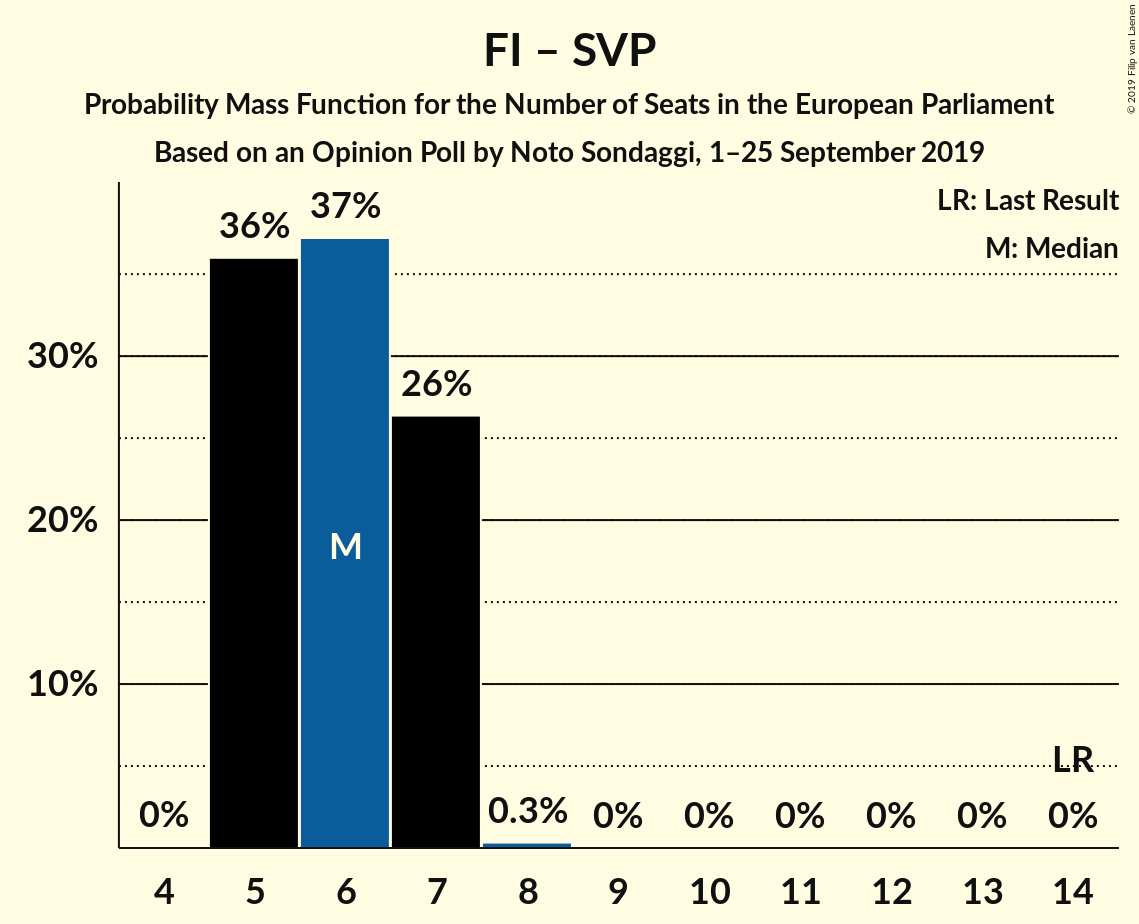 FI – SVP
Probability Mass Function for the Number of Seats in the European Parliament
Based on an Opinion Poll by Noto Sondaggi, 1–25 September 2019
© 2019 Filip van Laenen
LR: Last Result
M: Median
36% 37% 26%
30%
20%
10%
M
LR
0% 0.3% 0% 0% 0% 0% 0% 0%
4 5 6 7 8 9 10 11 12 13 14